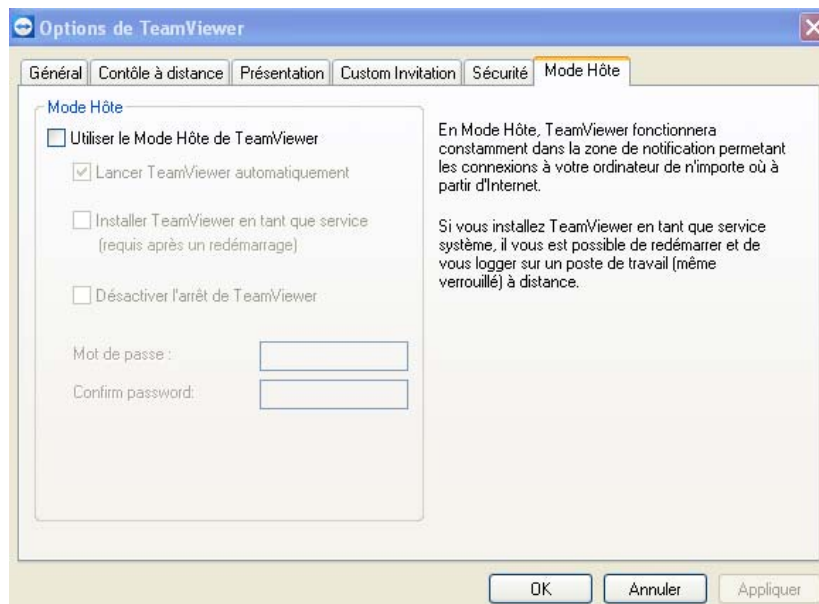 Options de TeamViewer
Général Contôle à distance Présentation Custom Invitation Sécurité Mode Hôte
Mode Hôte
Utiliser le Mode Hôte de TeamViewer
Lancer TeamViewer automatiquement
Installer TeamViewer en tant que service
(requis après un redémarrage)
Désactiver l'arrêt de TeamViewer
Mot de passe :
Confirm password:
En Mode Hôte, TeamViewer fonctionnera
constamment dans la zone de notification permetant
les connexions à votre ordinateur de n'importe où à
partir d'Internet.
Si vous installez TeamViewer en tant que service
système, il vous est possible de redémarrer et de
vous logger sur un poste de travail (même
verrouillé) à distance.
OK Annuler Appliquer